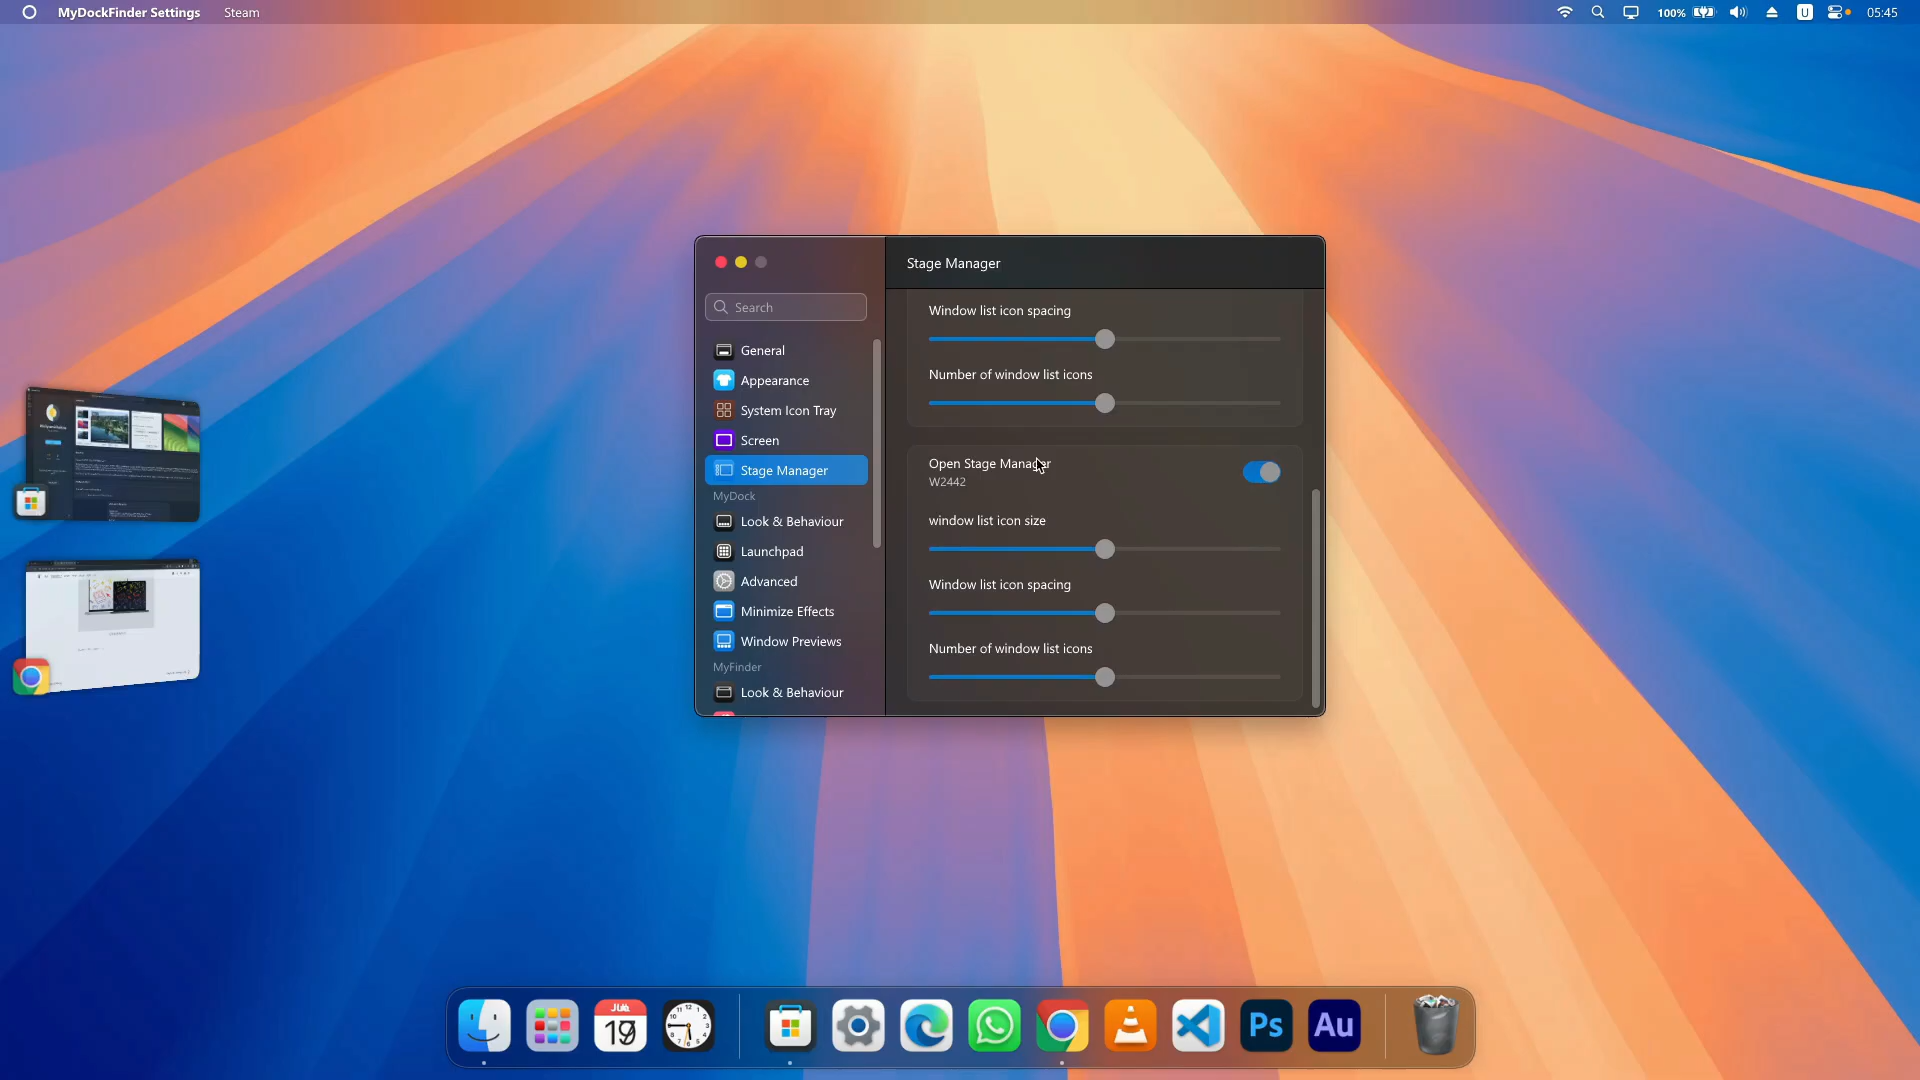 MyDockFinder Settings Steam
100% U 05:45
Stage Manager
Search
General
Appearance
System Icon Tray
Screen
Stage Manager
MyDock
Look & Behaviour
Launchpad
Advanced
Minimize Effects
Window Previews
MyFinder
Look & Behaviour
Window list icon spacing
Number of window list icons
Open Stage Manager
W2442
window list icon size
Window list icon spacing
Number of window list icons
19
Ps
Au